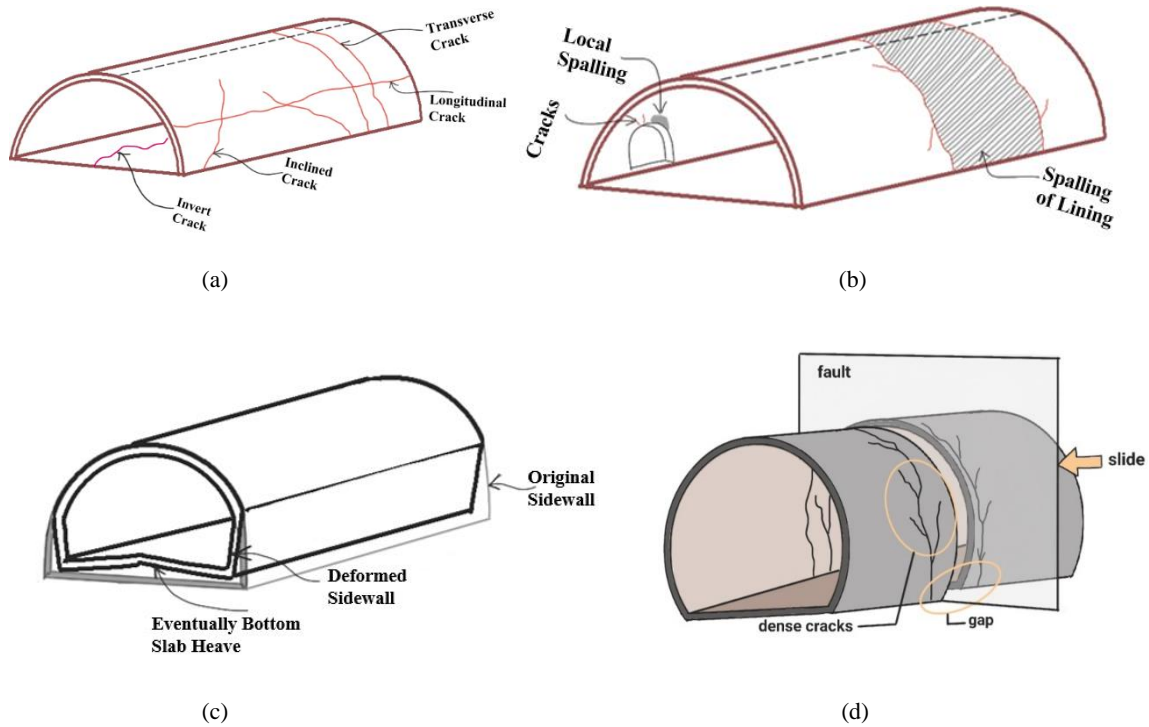 Transverse
Crack
Longitudinal
Crack
Inclined
Crack
Invert
Crack
(a)
Local
Spalling
Cracks
Spalling
of Lining
(b)
Original
Sidewall
Deformed
Sidewall
Eventually Bottom
Slab Heave
(c)
fault
slide
dense cracks
gap
(d)